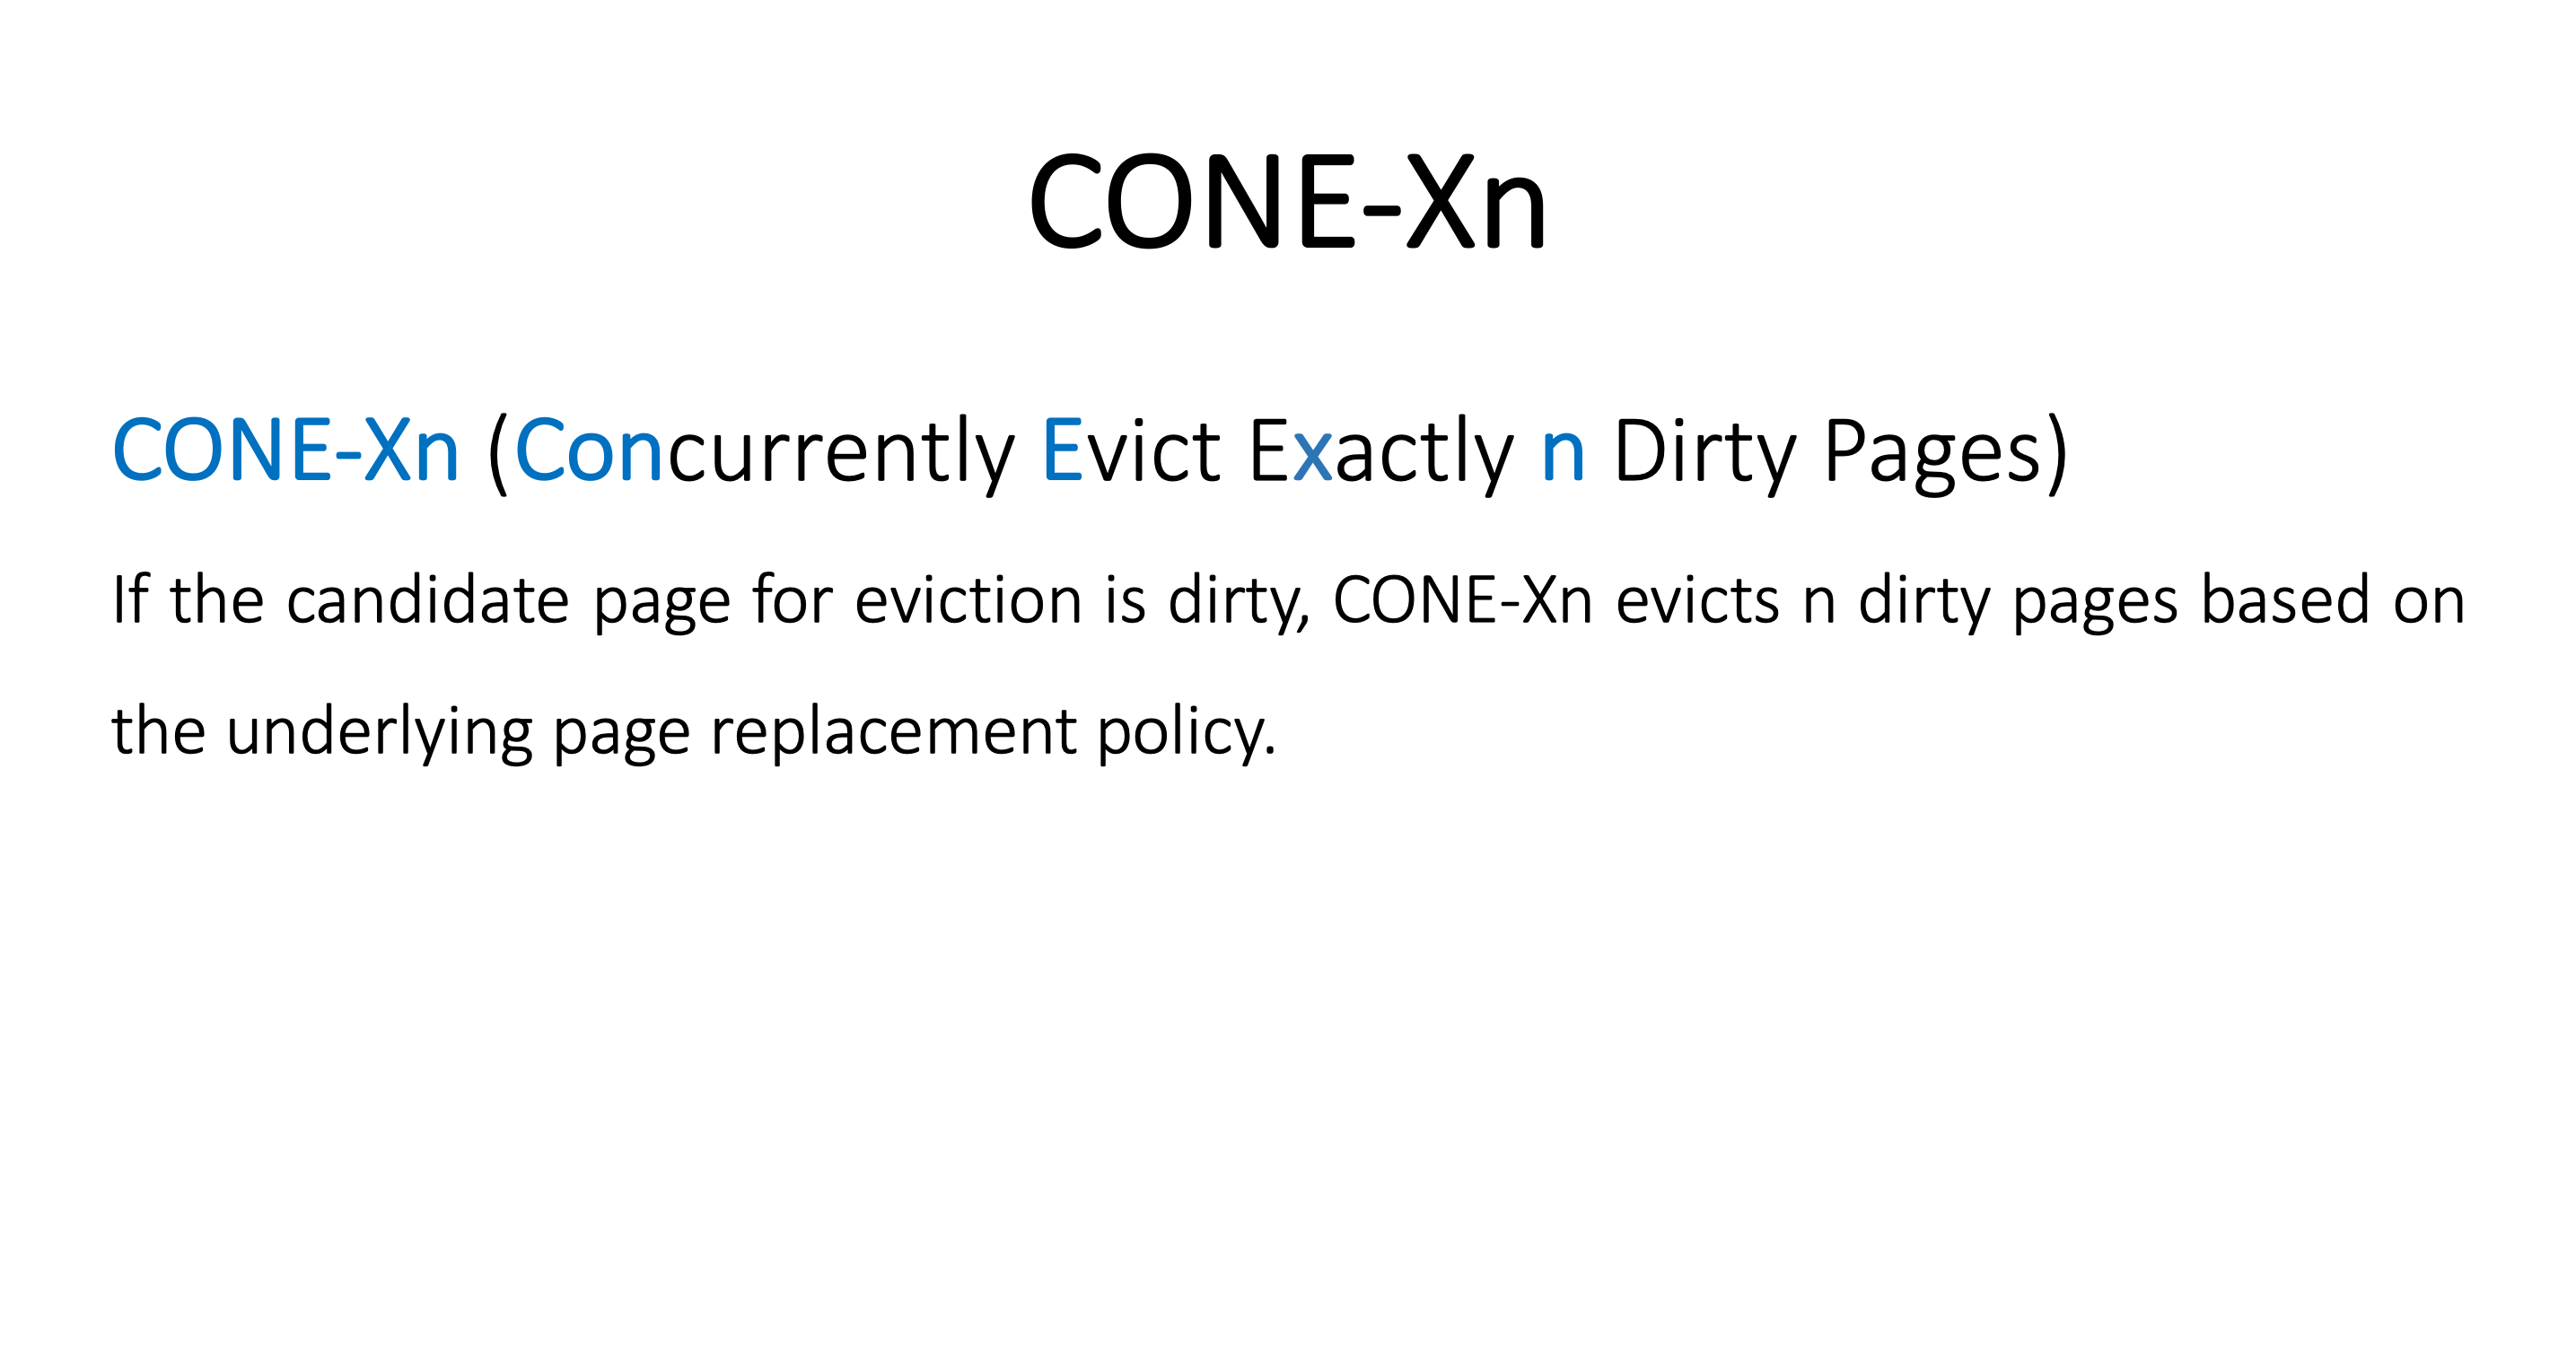 CONE-Xn
CONE-Xn (Concurrently Evict Exactly n Dirty Pages)
If the candidate page for eviction is dirty, CONE-Xn evicts n dirty pages based on
the underlying page replacement policy.